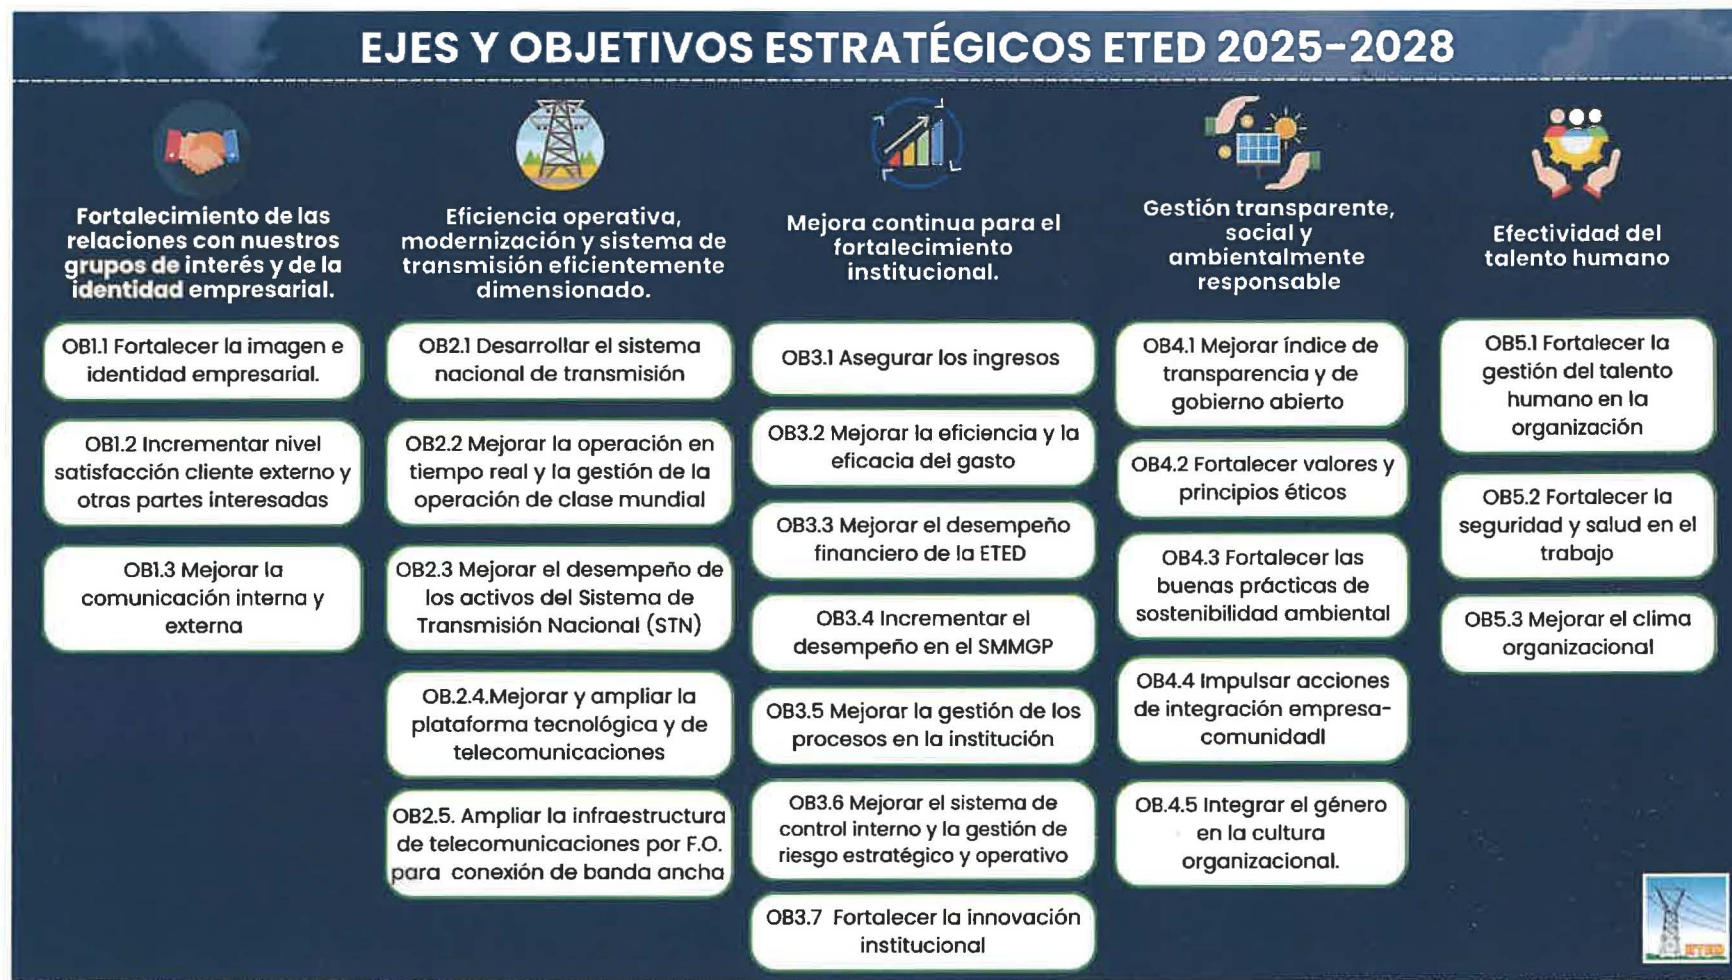 EJES Y OBJETIVOS ESTRATÉGICOS ETED 2025-2028
Fortalecimiento de las
relaciones con nuestros
grupos de interés y de la
identidad empresarial.
OB1.1 Fortalecer la imagen e
identidad empresarial.
OB1.2 Incrementar nivel
satisfacción cliente externo y
otras partes interesadas
OB1.3 Mejorar la
comunicación interna y
externa
Eficiencia operativa,
modernización y sistema de
transmisión eficientemente
dimensionado.
OB2.1 Desarrollar el sistema
nacional de transmisión
OB2.2 Mejorar la operación en
tiempo real y la gestión de la
operación de clase mundial
OB2.3 Mejorar el desempeño de
los activos del Sistema de
Transmisión Nacional (STN)
OB.2.4.Mejorar y ampliar la
plataforma tecnológica y de
telecomunicaciones
OB2.5. Ampliar la infraestructura
de telecomunicaciones por F.O.
para conexión de banda ancha
Mejora continua para el
fortalecimiento
institucional.
OB3.1 Asegurar los ingresos
OB3.2 Mejorar la eficiencia y la
eficacia del gasto
OB3.3 Mejorar el desempeño
financiero de la ETED
OB3.4 Incrementar el
desempeño en el SMMGP
OB3.5 Mejorar la gestión de los
procesos en la institución
OB3.6 Mejorar el sistema de
control interno y la gestión de
riesgo estratégico y operativo
OB3.7 Fortalecer la innovación
institucional
Gestión transparente,
social y
ambientalmente
responsable
OB4.1 Mejorar índice de
transparencia y de
gobierno abierto
OB4.2 Fortalecer valores y
principios éticos
OB4.3 Fortalecer las
buenas prácticas de
sostenibilidad ambiental
OB4.4 Impulsar acciones
de integración empresa-
comunidadl
OB.4.5 Integrar el género
en la cultura
organizacional.
Efectividad del
talento humano
OB5.1 Fortalecer la
gestión del talento
humano en la
organización
OB5.2 Fortalecer la
seguridad y salud en el
trabajo
OB5.3 Mejorar el clima
organizacional
ETED